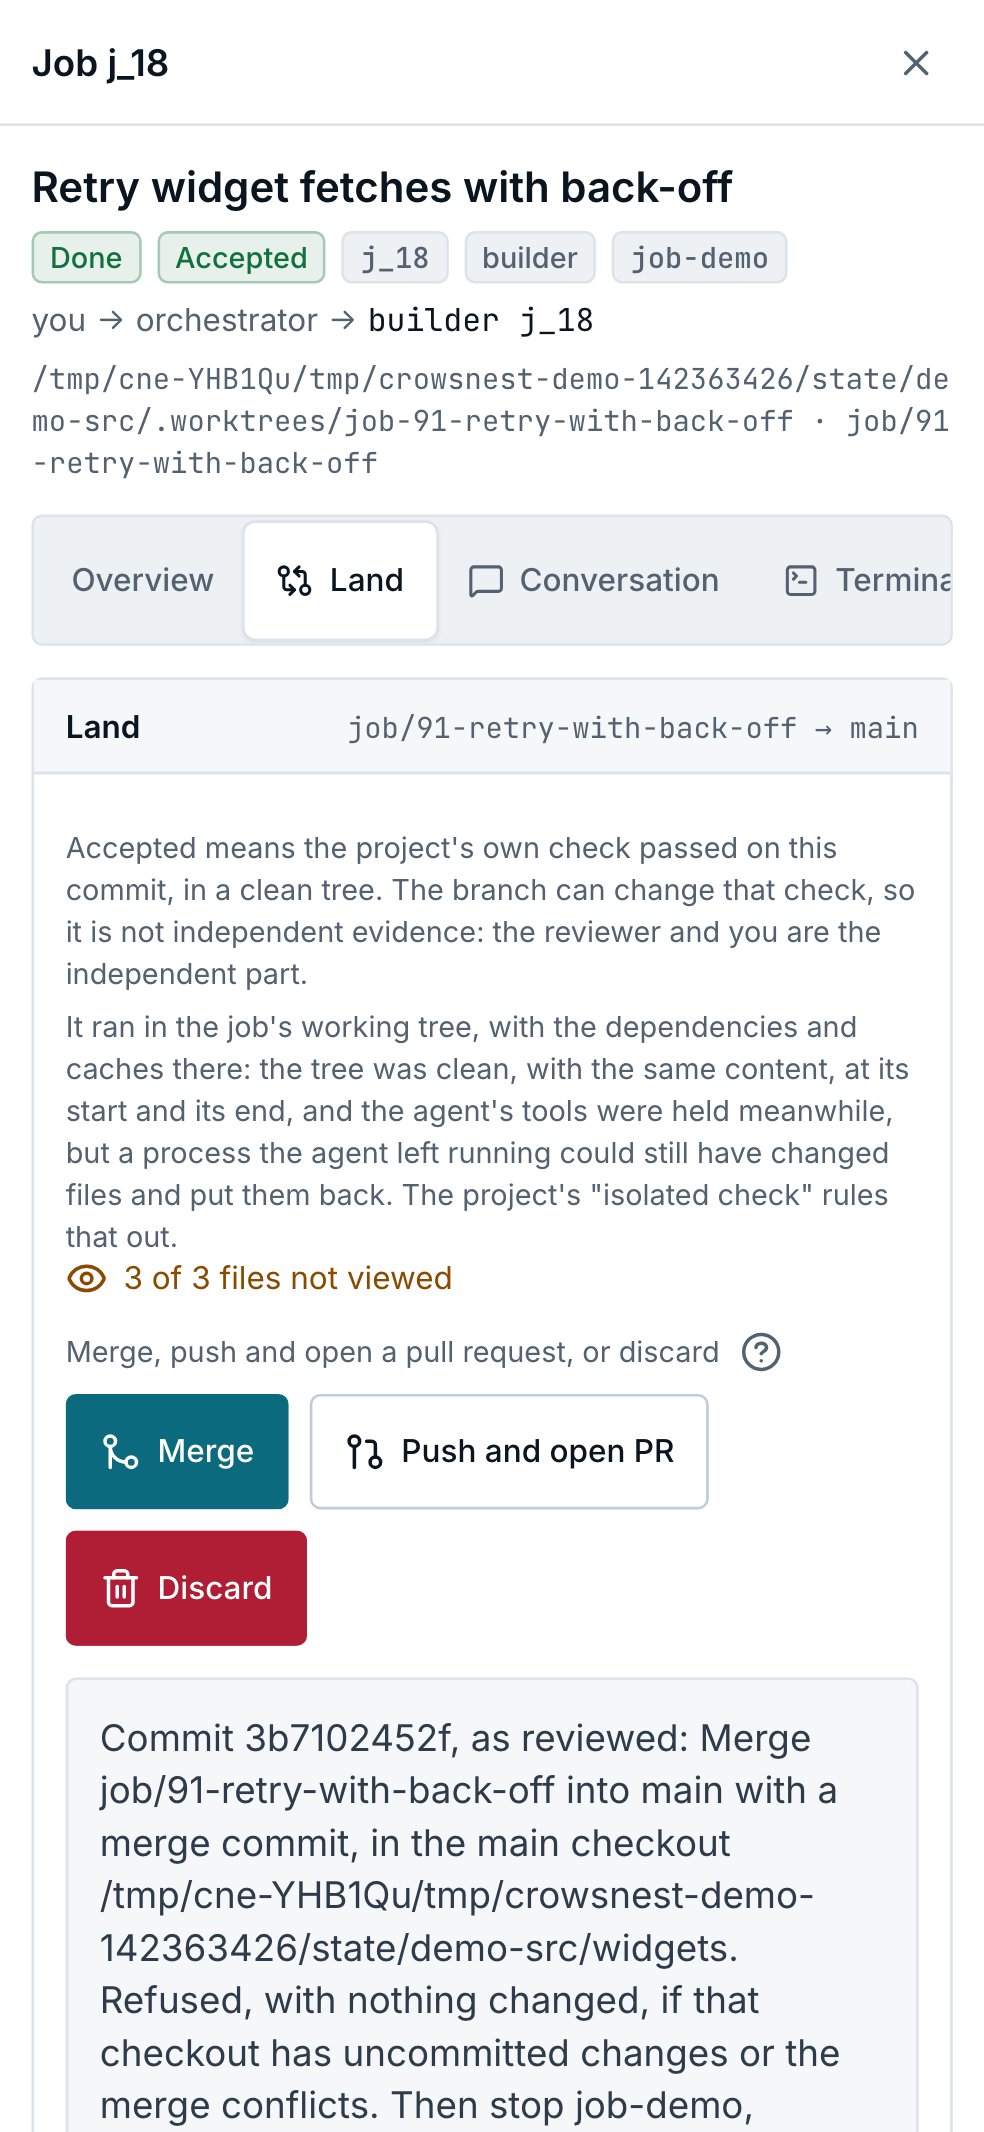 Job j_18
Retry widget fetches with back-off
Done Accepted j_18 builder job-demo
you → orchestrator → builder j_18
/tmp/cne-YHB1Qu/tmp/crowsnest-demo-142363426/state/de
mo-src/.worktrees/job-91-retry-with-back-off · job/91
-retry-with-back-off
Overview Land Conversation Termina
Land job/91-retry-with-back-off → main
Accepted means the project's own check passed on this
commit, in a clean tree. The branch can change that check, so
it is not independent evidence: the reviewer and you are the
independent part.
It ran in the job's working tree, with the dependencies and
caches there: the tree was clean, with the same content, at its
start and its end, and the agent's tools were held meanwhile,
but a process the agent left running could still have changed
files and put them back. The project's "isolated check" rules
that out.
3 of 3 files not viewed
Merge, push and open a pull request, or discard
Merge Push and open PR
Discard
Commit 3b7102452f, as reviewed: Merge
job/91-retry-with-back-off into main with a
merge commit, in the main checkout
/tmp/cne-YHB1Qu/tmp/crowsnest-demo-
142363426/state/demo-src/widgets.
Refused, with nothing changed, if that
checkout has uncommitted changes or the
merge conflicts. Then stop job-demo,